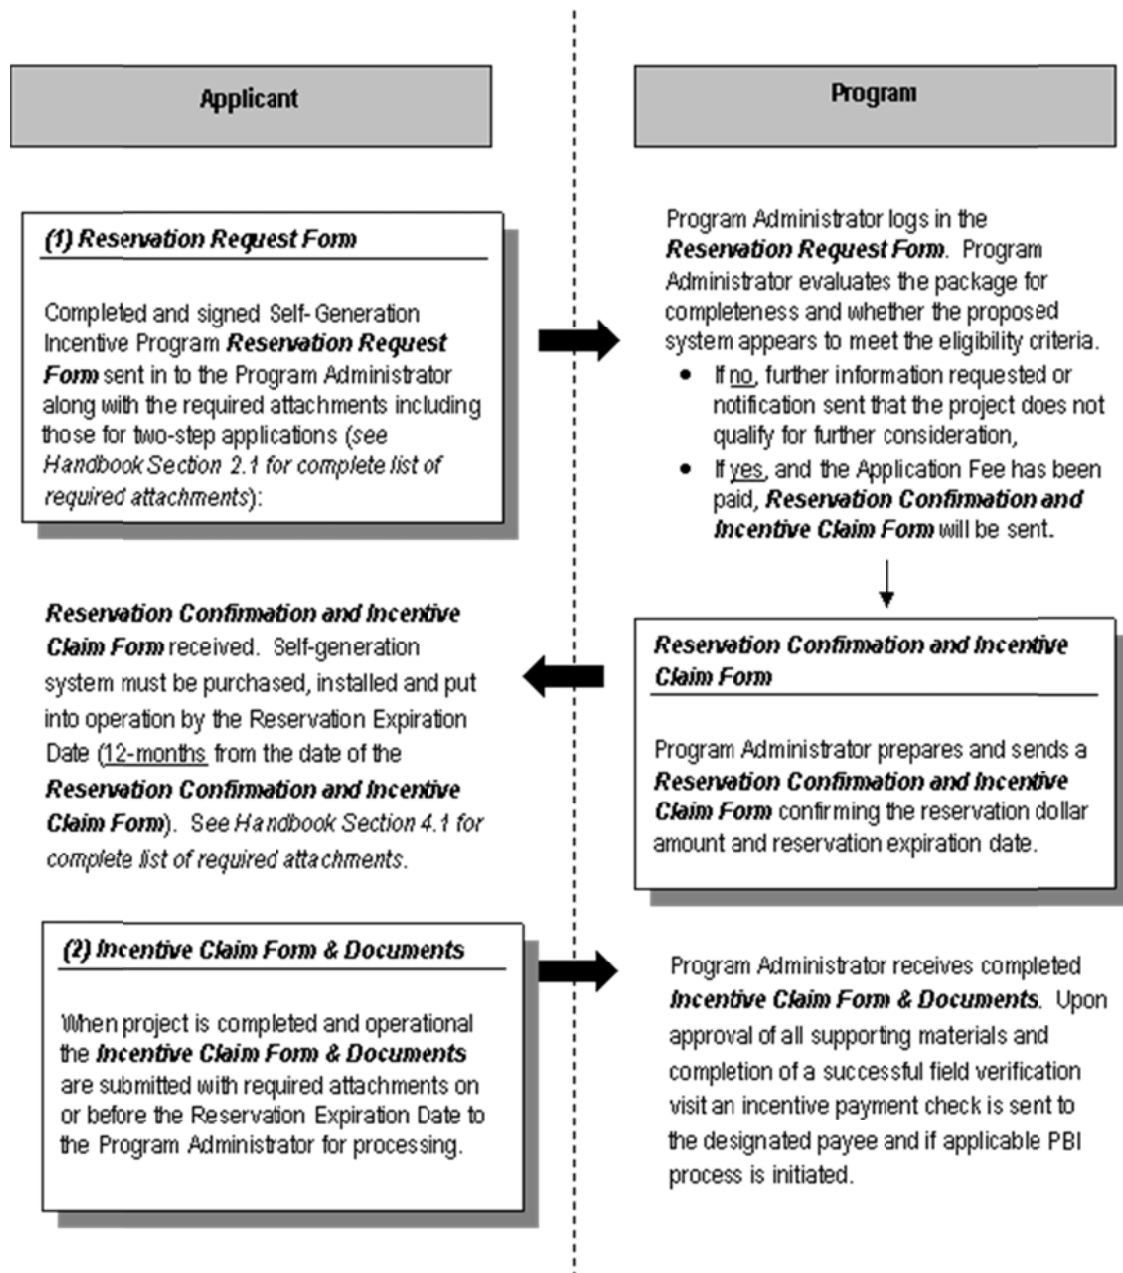 Applicant
Program
(1) Reservation Request Form
Completed and signed Self-Generation
Incentive Program Reservation Request
Form sent in to the Program Administrator
along with the required attachments including
those for two-step applications (see
Handbook Section 2.1 for complete list of
required attachments):
Program Administrator logs in the
Reservation Request Form. Program
Administrator evaluates the package for
completeness and whether the proposed
system appears to meet the eligibility criteria.
• If no, further information requested or
notification sent that the project does not
qualify for further consideration,
• If yes, and the Application Fee has been
paid, Reservation Confirmation and
Incentive Claim Form will be sent.
Reservation Confirmation and Incentive
Claim Form
Program Administrator prepares and sends a
Reservation Confirmation and Incentive
Claim Form confirming the reservation dollar
amount and reservation expiration date.
Reservation Confirmation and Incentive
Claim Form received. Self-generation
system must be purchased, installed and put
into operation by the Reservation Expiration
Date (12-months from the date of the
Reservation Confirmation and Incentive
Claim Form). See Handbook Section 4.1 for
complete list of required attachments.
(2) Incentive Claim Form & Documents
When project is completed and operational
the Incentive Claim Form & Documents
are submitted with required attachments on
or before the Reservation Expiration Date to
the Program Administrator for processing.
Program Administrator receives completed
Incentive Claim Form & Documents. Upon
approval of all supporting materials and
completion of a successful field verification
visit an incentive payment check is sent to
the designated payee and if applicable PBI
process is initiated.